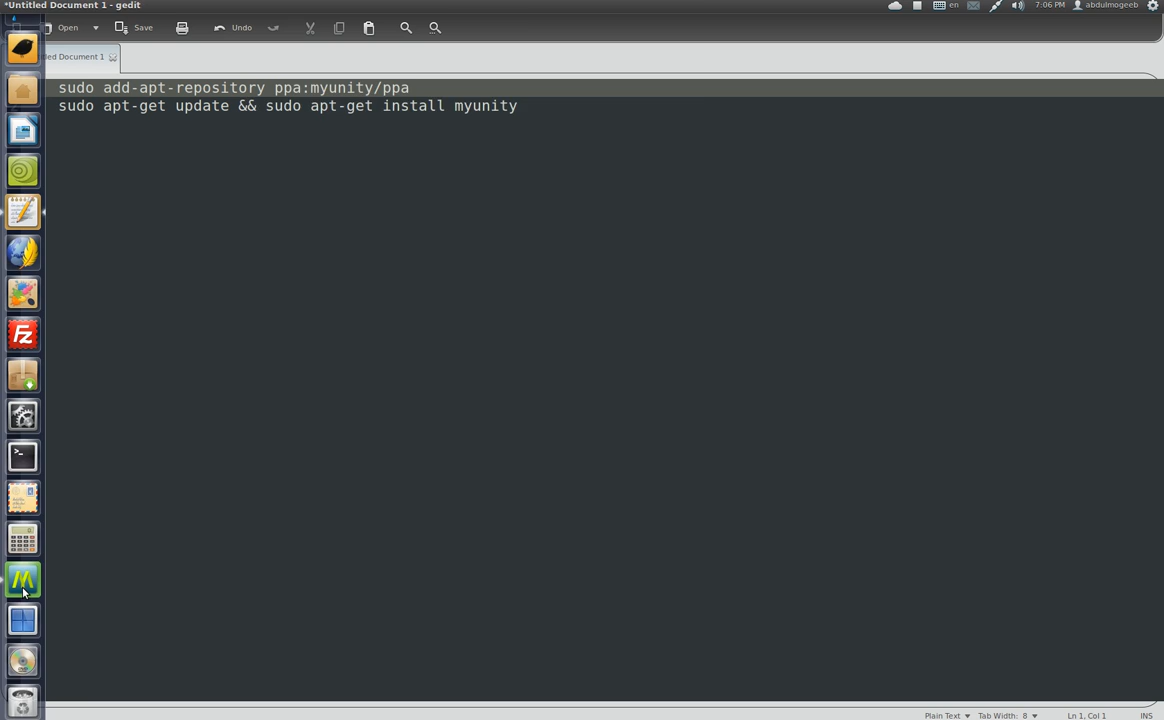 *Untitled Document 1 - gedit
en
7:06 PM
abdulmogeeb
Open
Save
Undo
led Document 1
sudo add-apt-repository ppa:myunity/ppa
sudo apt-get update && sudo apt-get install myunity
Fz
>_
M
Plain Text
Tab Width: 8
Ln 1, Col 1
INS